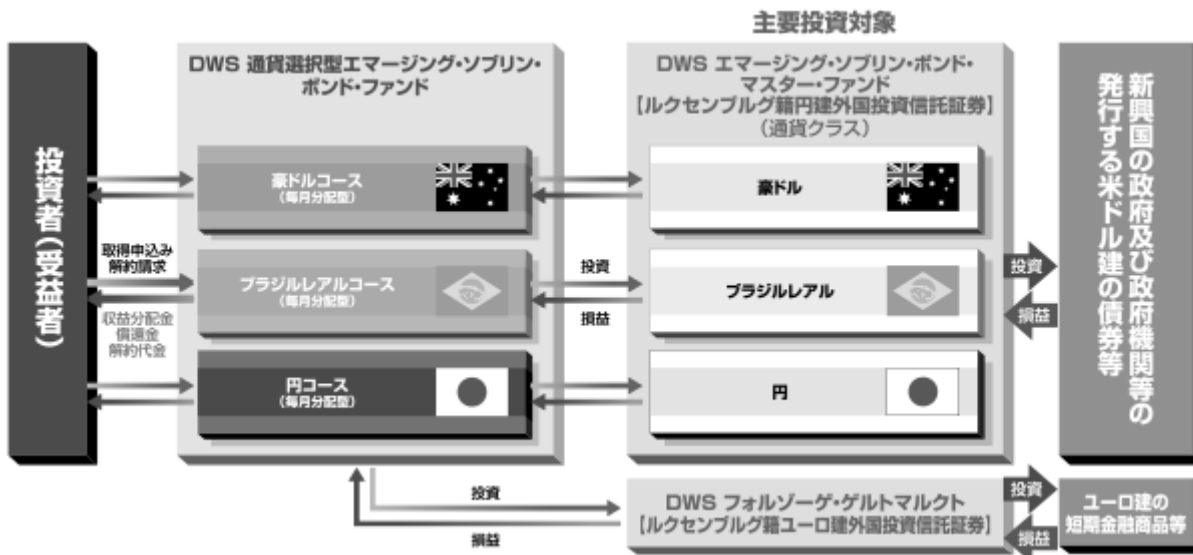 主要投資対象
DWS 通貨選択型エマージング・ソブリン・
ボンド・ファンド
DWS エマージング・ソブリン・ボンド・
マスター・ファンド
【ルクセンブルグ籍円建外国投資信託証券】
（通貨クラス）
投資者（受益者）
新興国の政府及び政府機関等の
発行する米ドル建の債券等
豪ドルコース
（毎月分配型）
豪ドル
取得申込み
解約請求
収益分配金
償還金
解約代金
ブラジルレアルコース
（毎月分配型）
投資
損益
ブラジルレアル
投資
損益
円コース
（毎月分配型）
円
投資
損益
DWS フォルゾーゲ・ゲルトマルクト
【ルクセンブルグ籍ユーロ建外国投資信託証券】
投資
損益
ユーロ建の
短期金融商品等